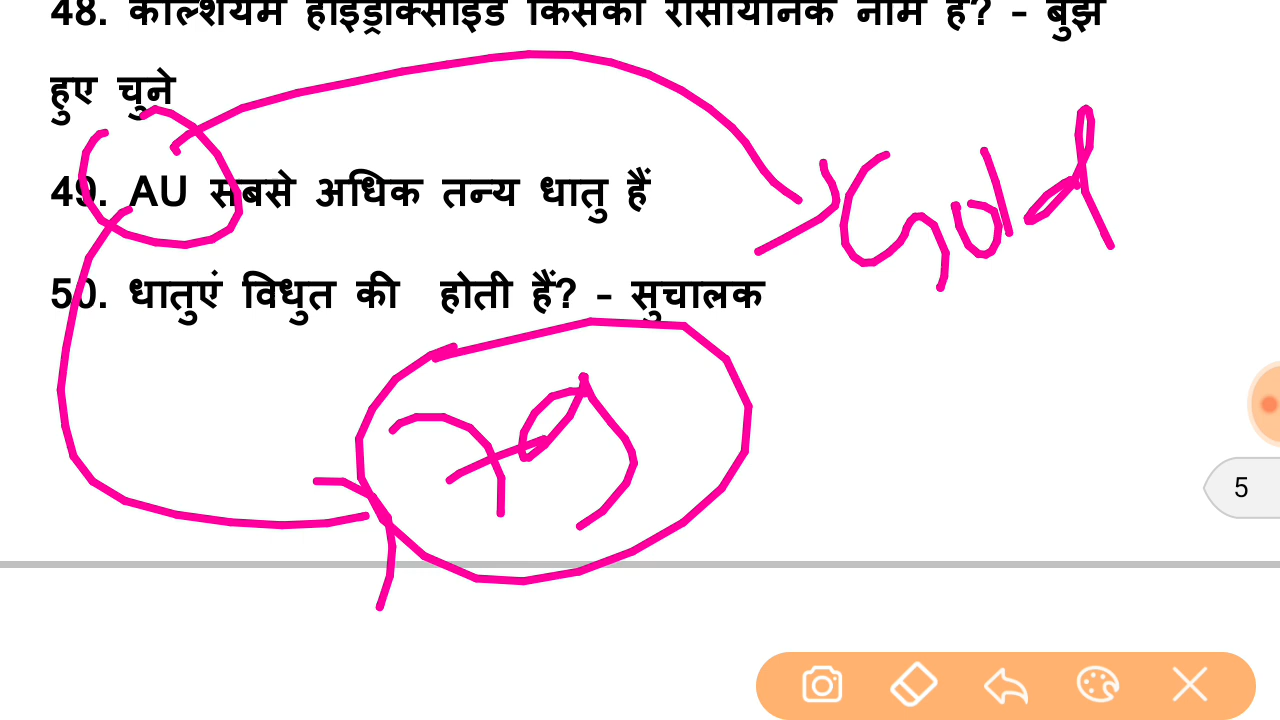 48. कैल्शियम हाइड्रॉक्साइड किसका रासायनिक नाम है? - बुझे
हुए चुने
49. AU सबसे अधिक तन्य धातु हैं
Gold
50. धातुएं विधुत की होती हैं? - सुचालक
79
5